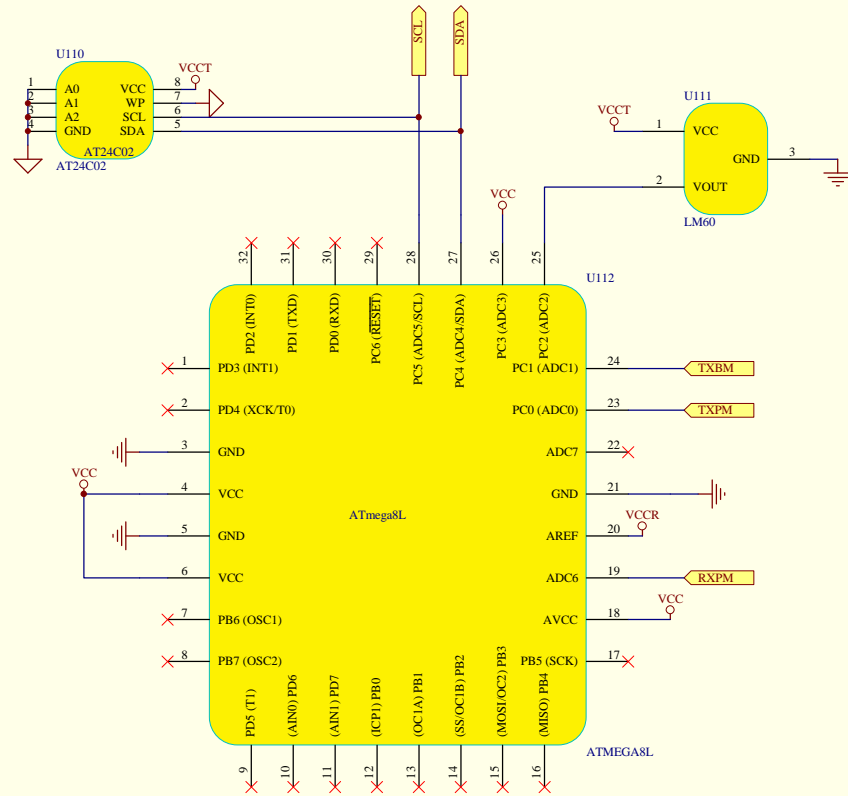 SCL
SDA
U110
VCCT
1 A0 VCC 8
2 A1 WP 7
3 A2 SCL 6
4 GND SDA 5
AT24C02
AT24C02
U111
VCCT
1 VCC
GND 3
2 VOUT
LM60
VCC
32 31 30 29 28 27 26 25
U112
PD2 (INT0)
PD1 (TXD)
PD0 (RXD)
PC6 (RESET)
PC5 (ADC5/SCL)
PC4 (ADC4/SDA)
PC3 (ADC3)
PC2 (ADC2)
1 PD3 (INT1) PC1 (ADC1) 24 TXBM
2 PD4 (XCK/T0) PC0 (ADC0) 23 TXPM
3 GND ADC7 22
VCC
4 VCC GND 21
ATmega8L
VCCR
5 GND AREF 20
6 VCC ADC6 19 RXPM
VCC
7 PB6 (OSC1) AVCC 18
8 PB7 (OSC2) PB5 (SCK) 17
PD5 (T1)
(AIN0) PD6
(AIN1) PD7
(ICP1) PB0
(OC1A) PB1
(SS/OC1B) PB2
(MOSI/OC2) PB3
(MISO) PB4
ATMEGA8L
9 10 11 12 13 14 15 16